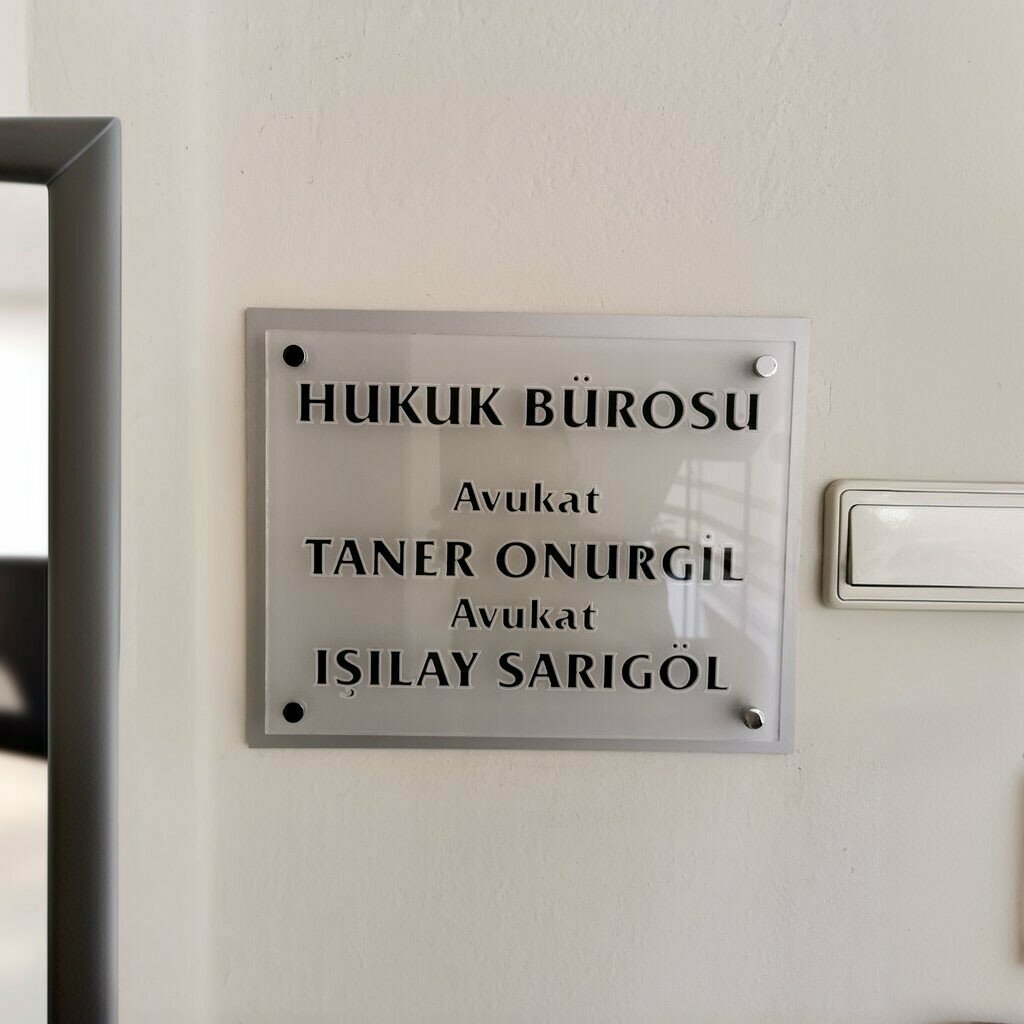 HUKUK BÜROSU
Avukat
TANER ONURGİL
Avukat
IŞILAY SARIGÖL